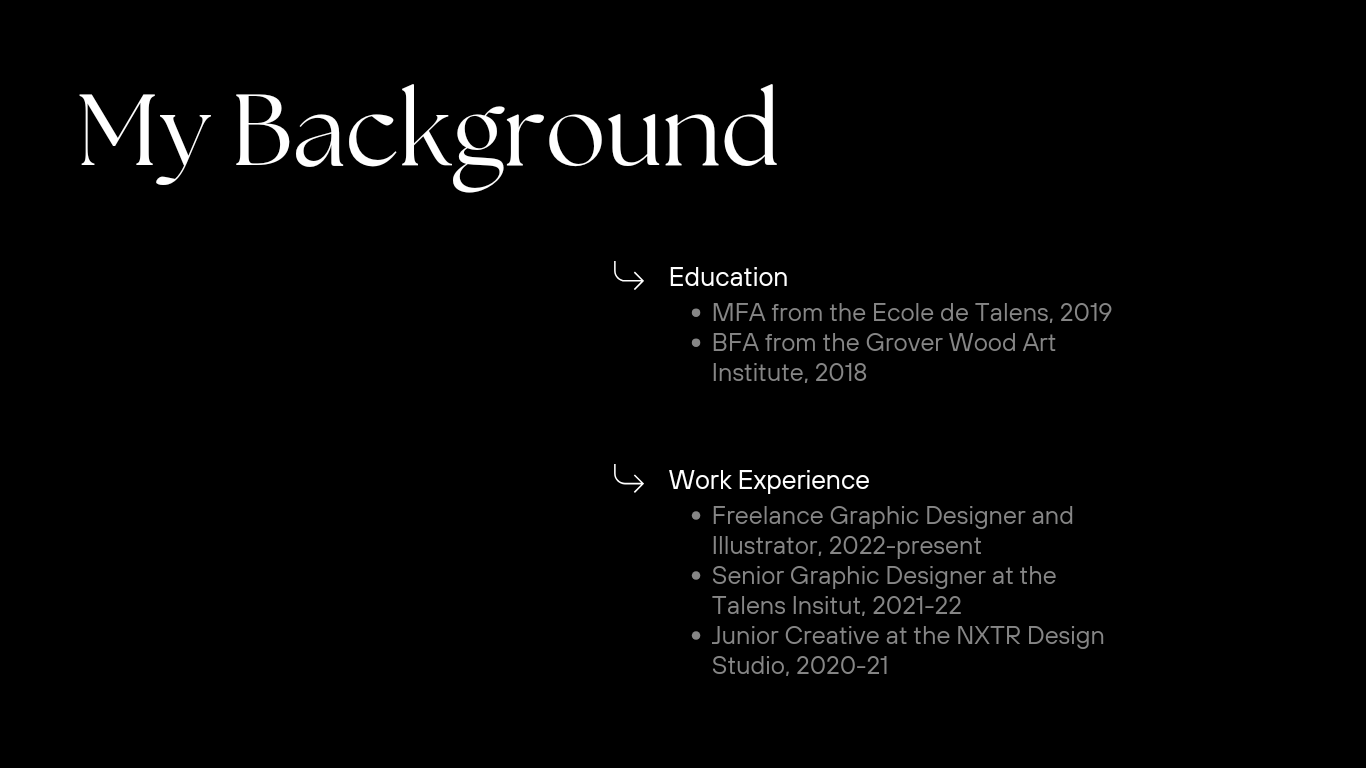 My Background
Education
• MFA from the Ecole de Talens, 2019
• BFA from the Grover Wood Art
Institute, 2018
Work Experience
• Freelance Graphic Designer and
Illustrator, 2022-present
• Senior Graphic Designer at the
Talens Insitut, 2021-22
• Junior Creative at the NXTR Design
Studio, 2020-21